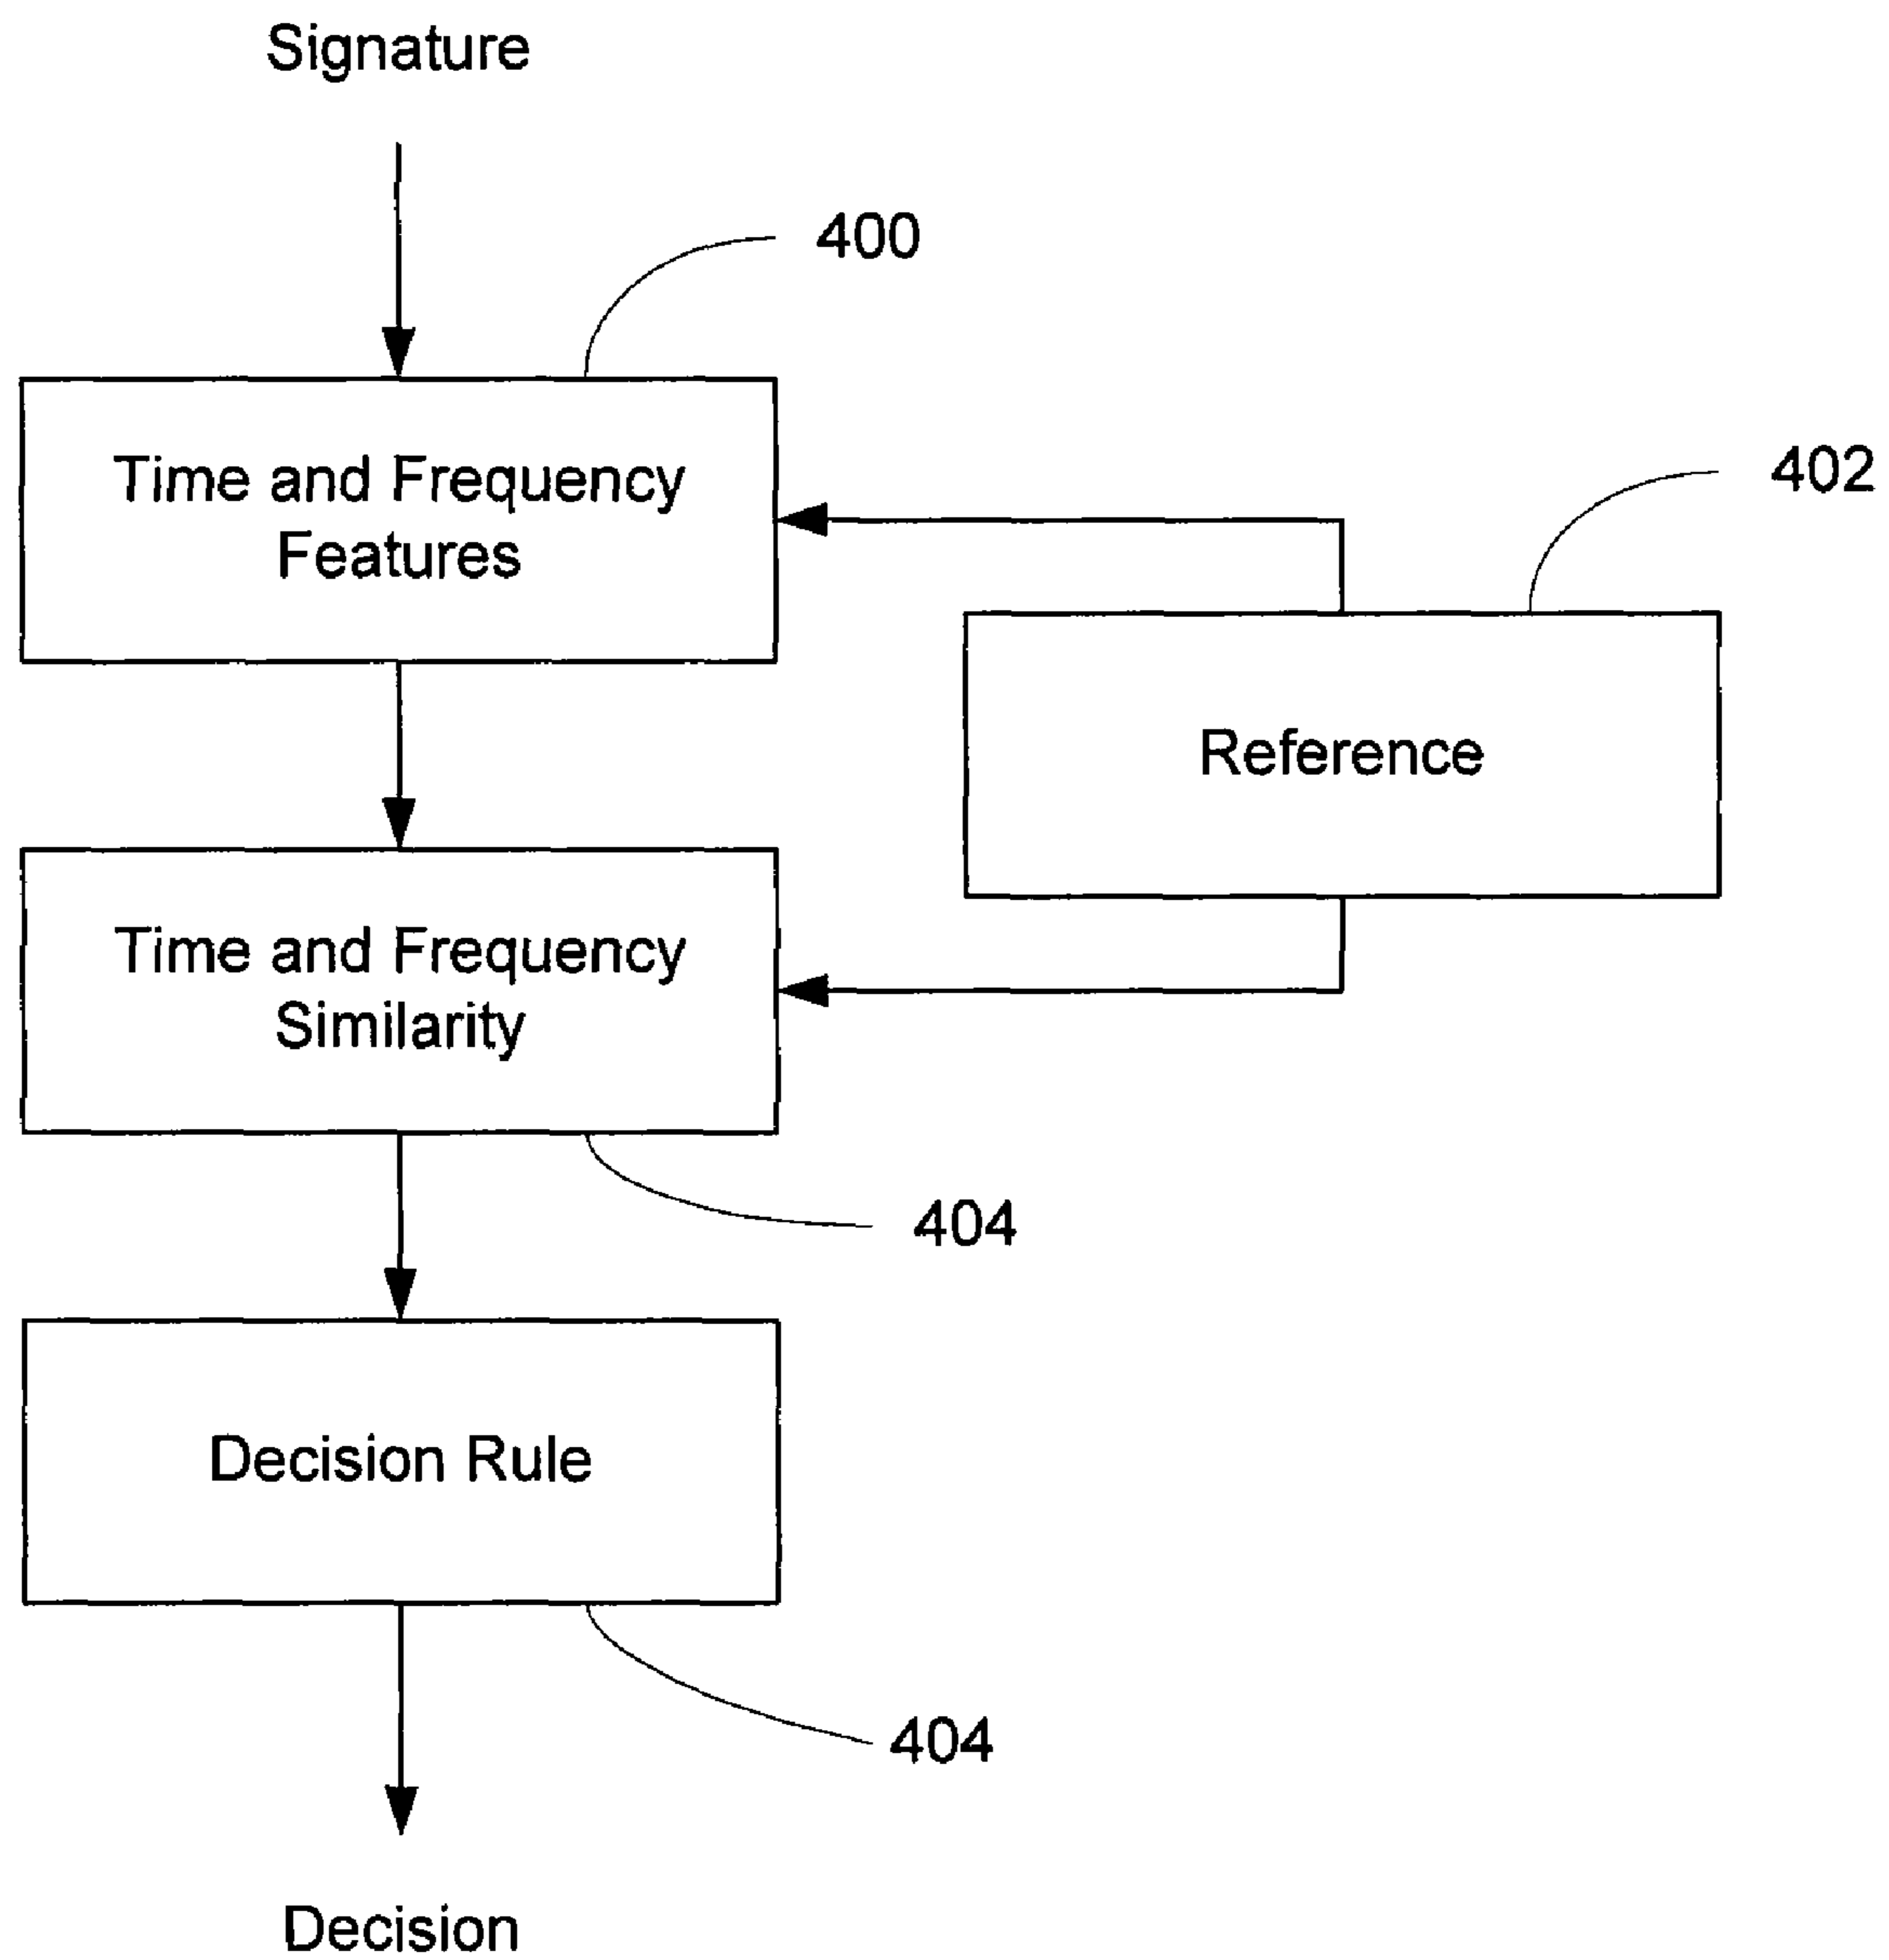 Signature
400
Time and Frequency
Features
402
Reference
Time and Frequency
Similarity
404
Decision Rule
404
Decision